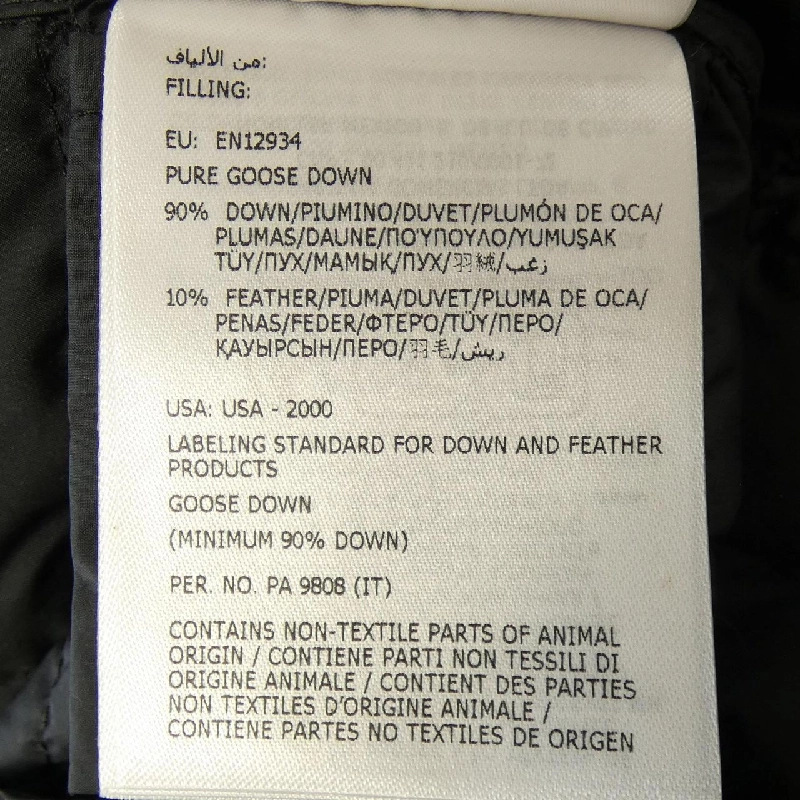 من الألياف:
FILLING:
EU: EN12934
PURE GOOSE DOWN
90% DOWN/PIUMINO/DUVET/PLUMÓN DE OCA/
PLUMAS/DAUNE/ΠΟΎΠΟΥΛΟ/YUMUŞAK
TÜY/ПУХ/МАМЫҚ/ПУХ/羽絨/زغب
10% FEATHER/PIUMA/DUVET/PLUMA DE OCA/
PENAS/FEDER/ΦΤΕΡΌ/TÜY/ПЕРО/
ҚАУЫРСЫН/ПЕРО/羽毛/ريش
USA: USA - 2000
LABELING STANDARD FOR DOWN AND FEATHER
PRODUCTS
GOOSE DOWN
(MINIMUM 90% DOWN)
PER. NO. PA 9808 (IT)
CONTAINS NON-TEXTILE PARTS OF ANIMAL
ORIGIN / CONTIENE PARTI NON TESSILI DI
ORIGINE ANIMALE / CONTIENT DES PARTIES
NON TEXTILES D'ORIGINE ANIMALE /
CONTIENE PARTES NO TEXTILES DE ORIGEN